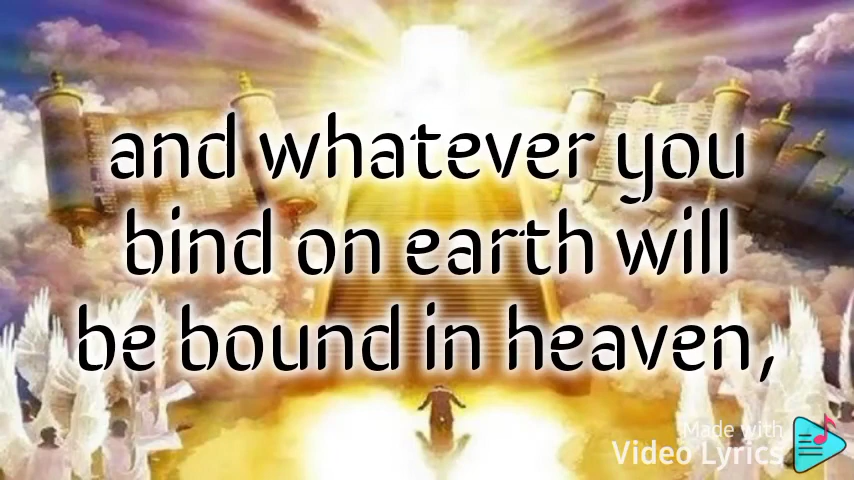 and whatever you
bind on earth will
be bound in heaven,
Made with
Video Lyrics